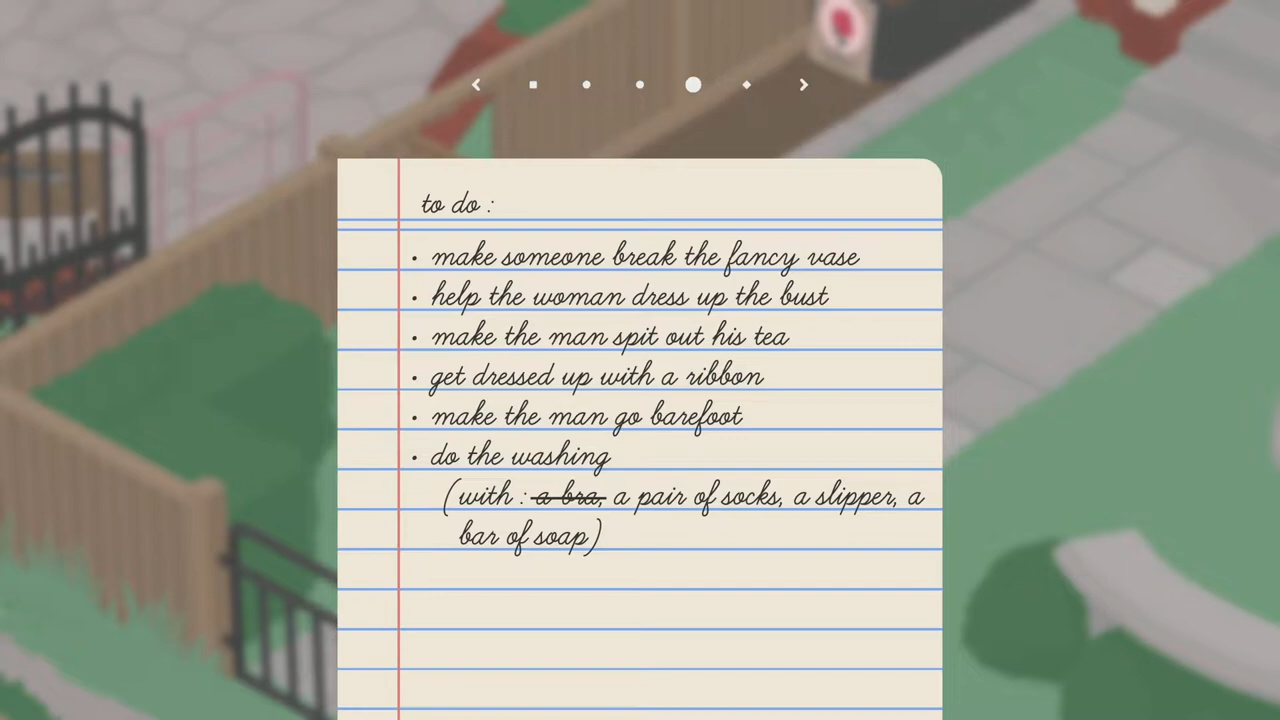 to do :
• make someone break the fancy vase
• help the woman dress up the bust
• make the man spit out his tea
• get dressed up with a ribbon
• make the man go barefoot
• do the washing
(with : a bra, a pair of socks, a slipper, a
bar of soap)